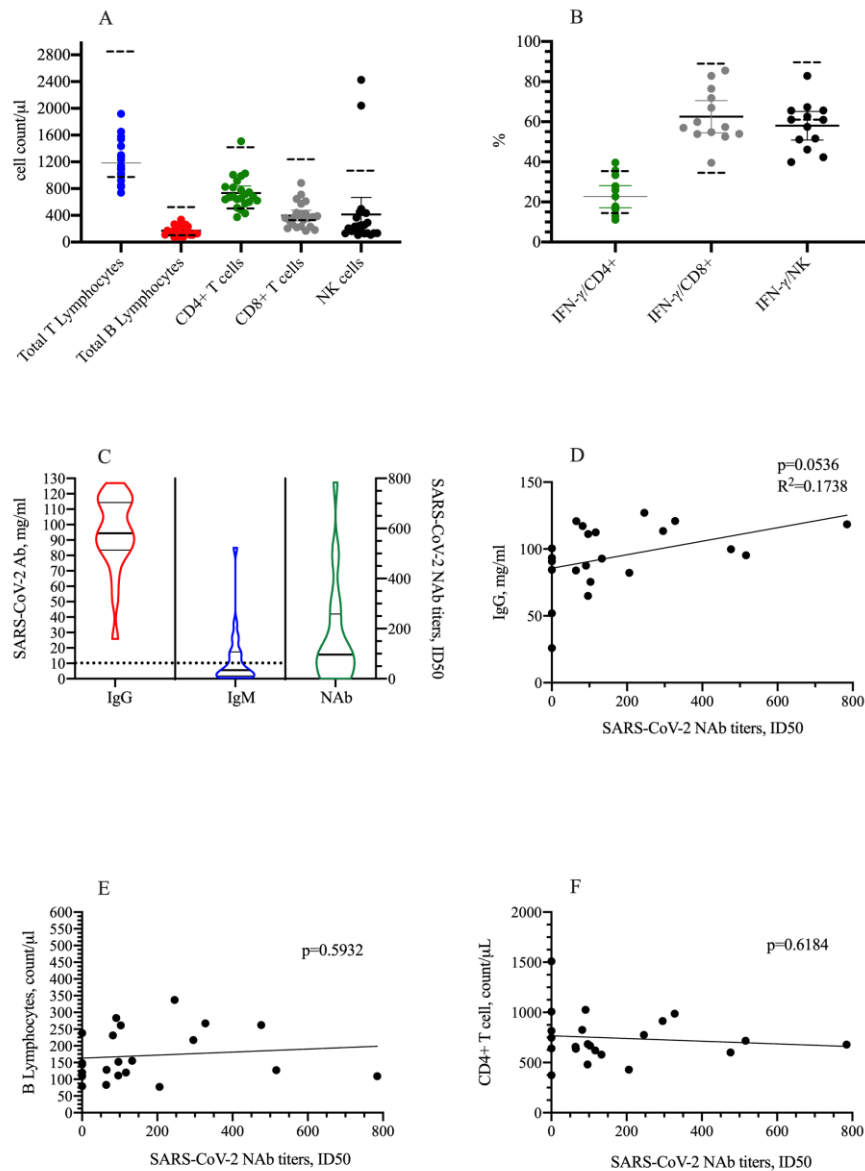 A
2800
2400
2000
1600
1200
800
400
0
cell count/µl
Total T Lymphocytes
Total B Lymphocytes
CD4+ T cells
CD8+ T cells
NK cells
B
100
80
60
40
20
0
%
IFN-γ/CD4+
IFN-γ/CD8+
IFN-γ/NK
C
130
120
110
100
90
80
70
60
50
40
30
20
10
0
SARS-CoV-2 Ab, mg/ml
800
600
400
200
0
SARS-CoV-2 NAb titers, ID50
IgG
IgM
NAb
D
p=0.0536
R²=0.1738
150
100
50
0
IgG, mg/ml
0 200 400 600 800
SARS-CoV-2 NAb titers, ID50
E
p=0.5932
600
550
500
450
400
350
300
250
200
150
100
50
0
B Lymphocytes, count/µl
0 200 400 600 800
SARS-CoV-2 NAb titers, ID50
F
p=0.6184
2000
1500
1000
500
0
CD4+ T cell, count/µL
0 200 400 600 800
SARS-CoV-2 NAb titers, ID50